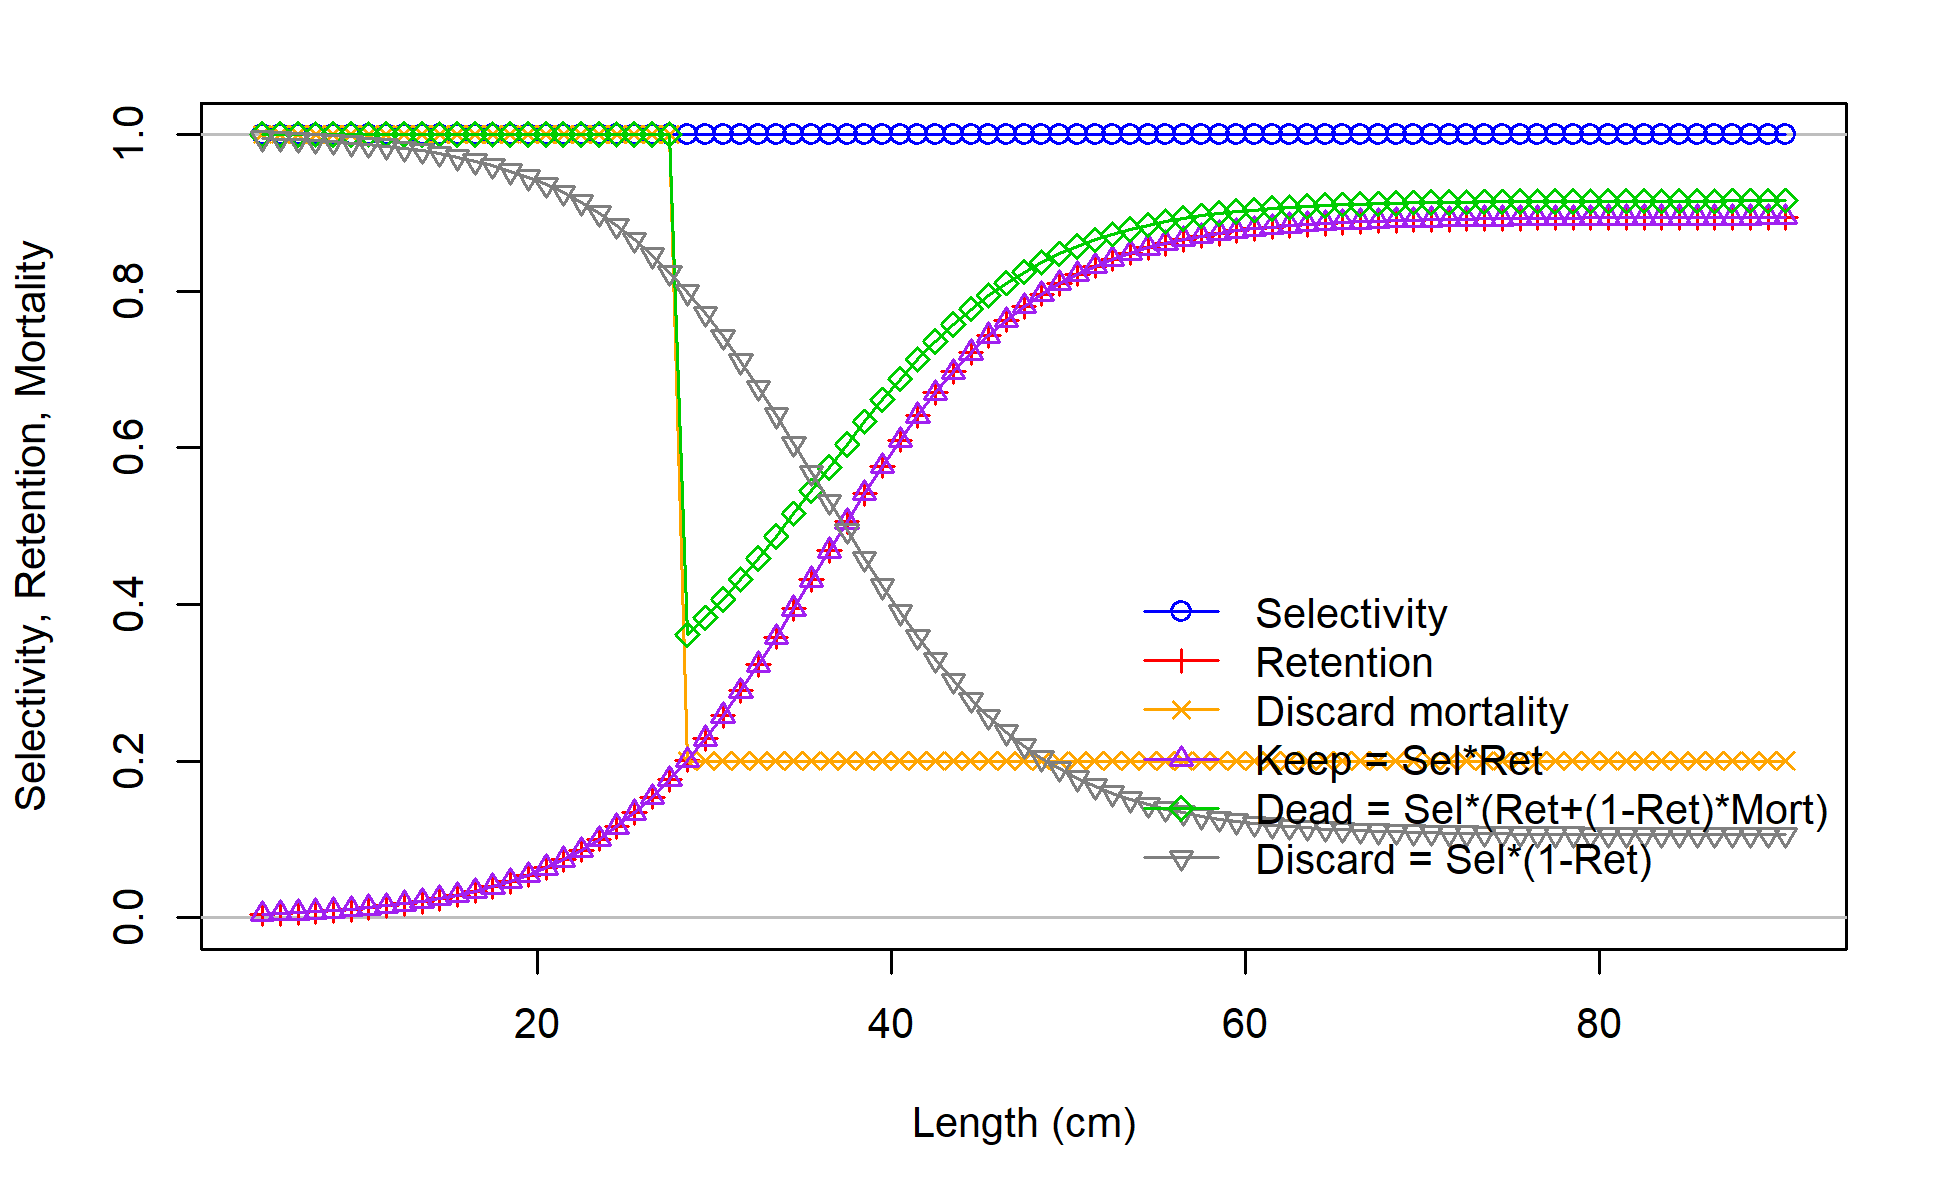 Selectivity, Retention, Mortality
1.0
0.8
0.6
0.4
0.2
0.0
Selectivity
Retention
Discard mortality
Keep = Sel*Ret
Dead = Sel*(Ret+(1-Ret)*Mort)
Discard = Sel*(1-Ret)
20 40 60 80
Length (cm)